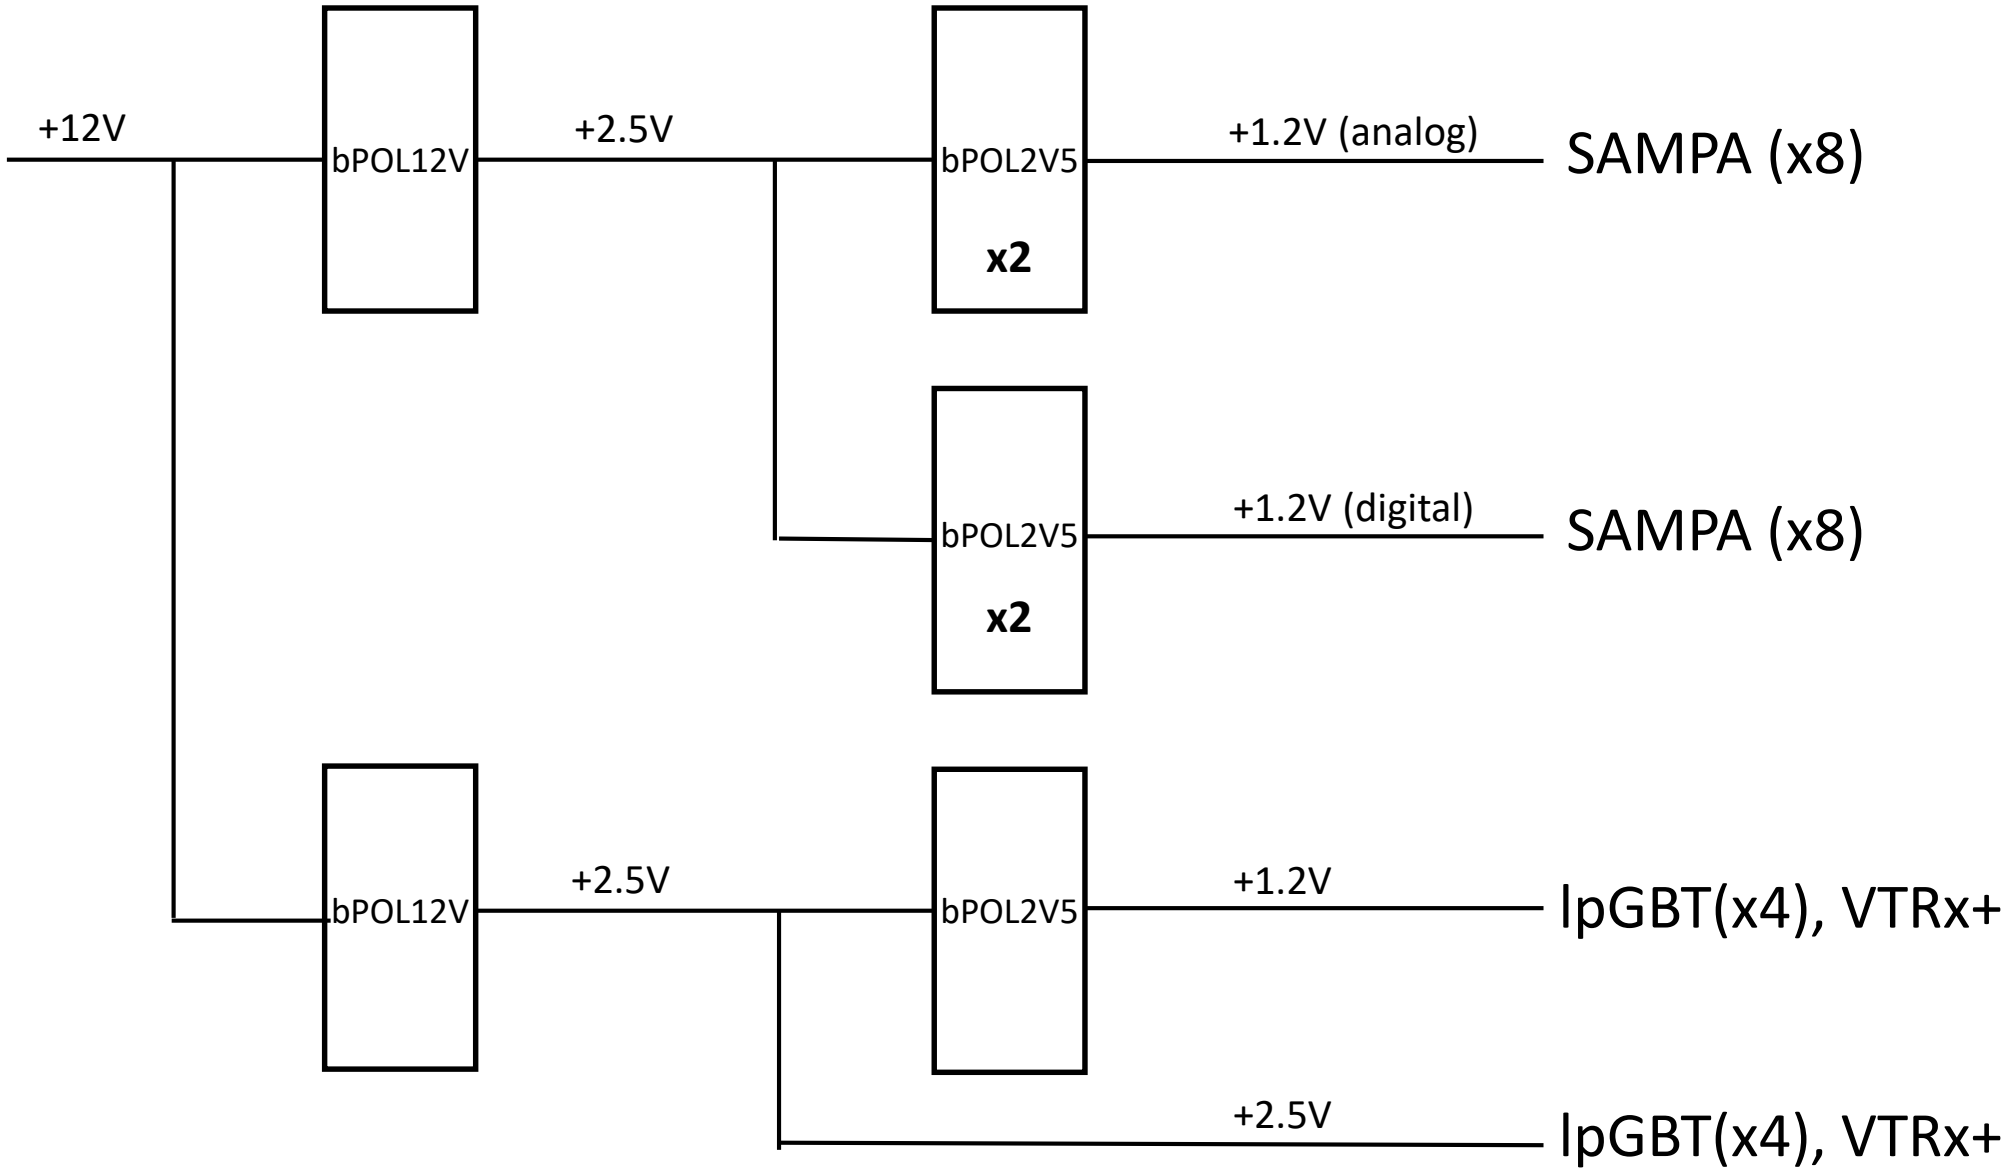 +12V
bPOL12V
+2.5V
bPOL2V5
x2
+1.2V (analog)
SAMPA (x8)
bPOL2V5
x2
+1.2V (digital)
SAMPA (x8)
bPOL12V
+2.5V
bPOL2V5
+1.2V
lpGBT(x4), VTRx+
+2.5V
lpGBT(x4), VTRx+